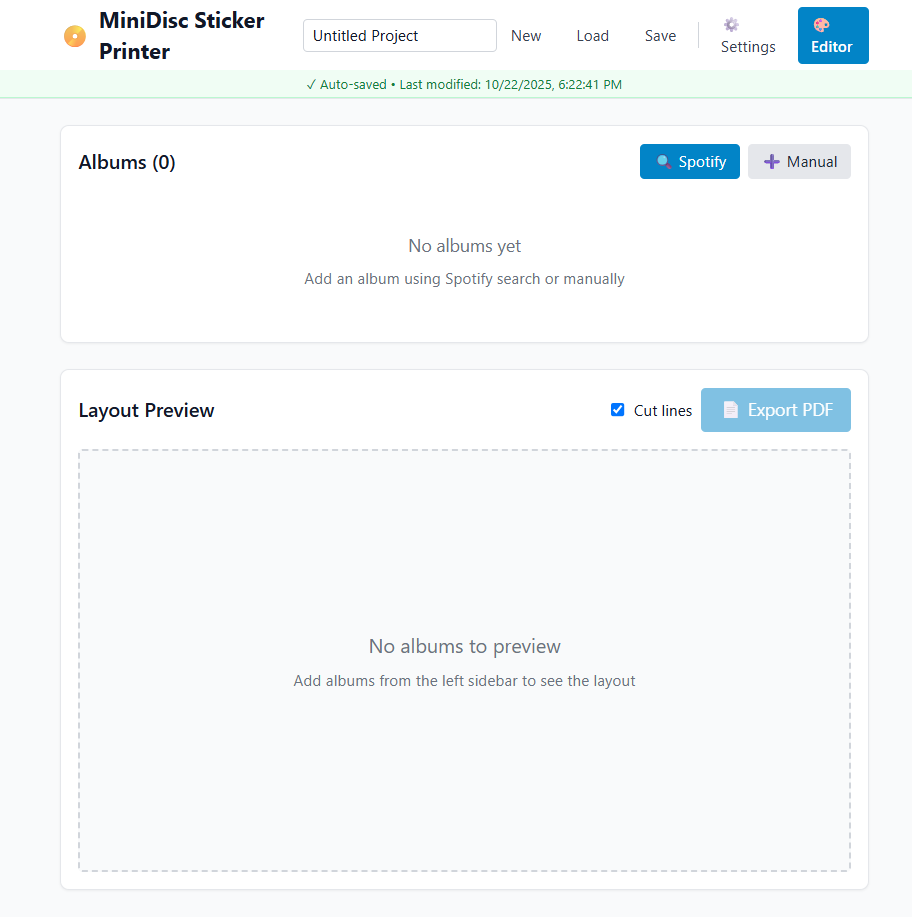 MiniDisc Sticker
Printer
Untitled Project
New
Load
Save
Settings
Editor
✓ Auto-saved • Last modified: 10/22/2025, 6:22:41 PM
Albums (0)
Spotify
Manual
No albums yet
Add an album using Spotify search or manually
Layout Preview
Cut lines
Export PDF
No albums to preview
Add albums from the left sidebar to see the layout